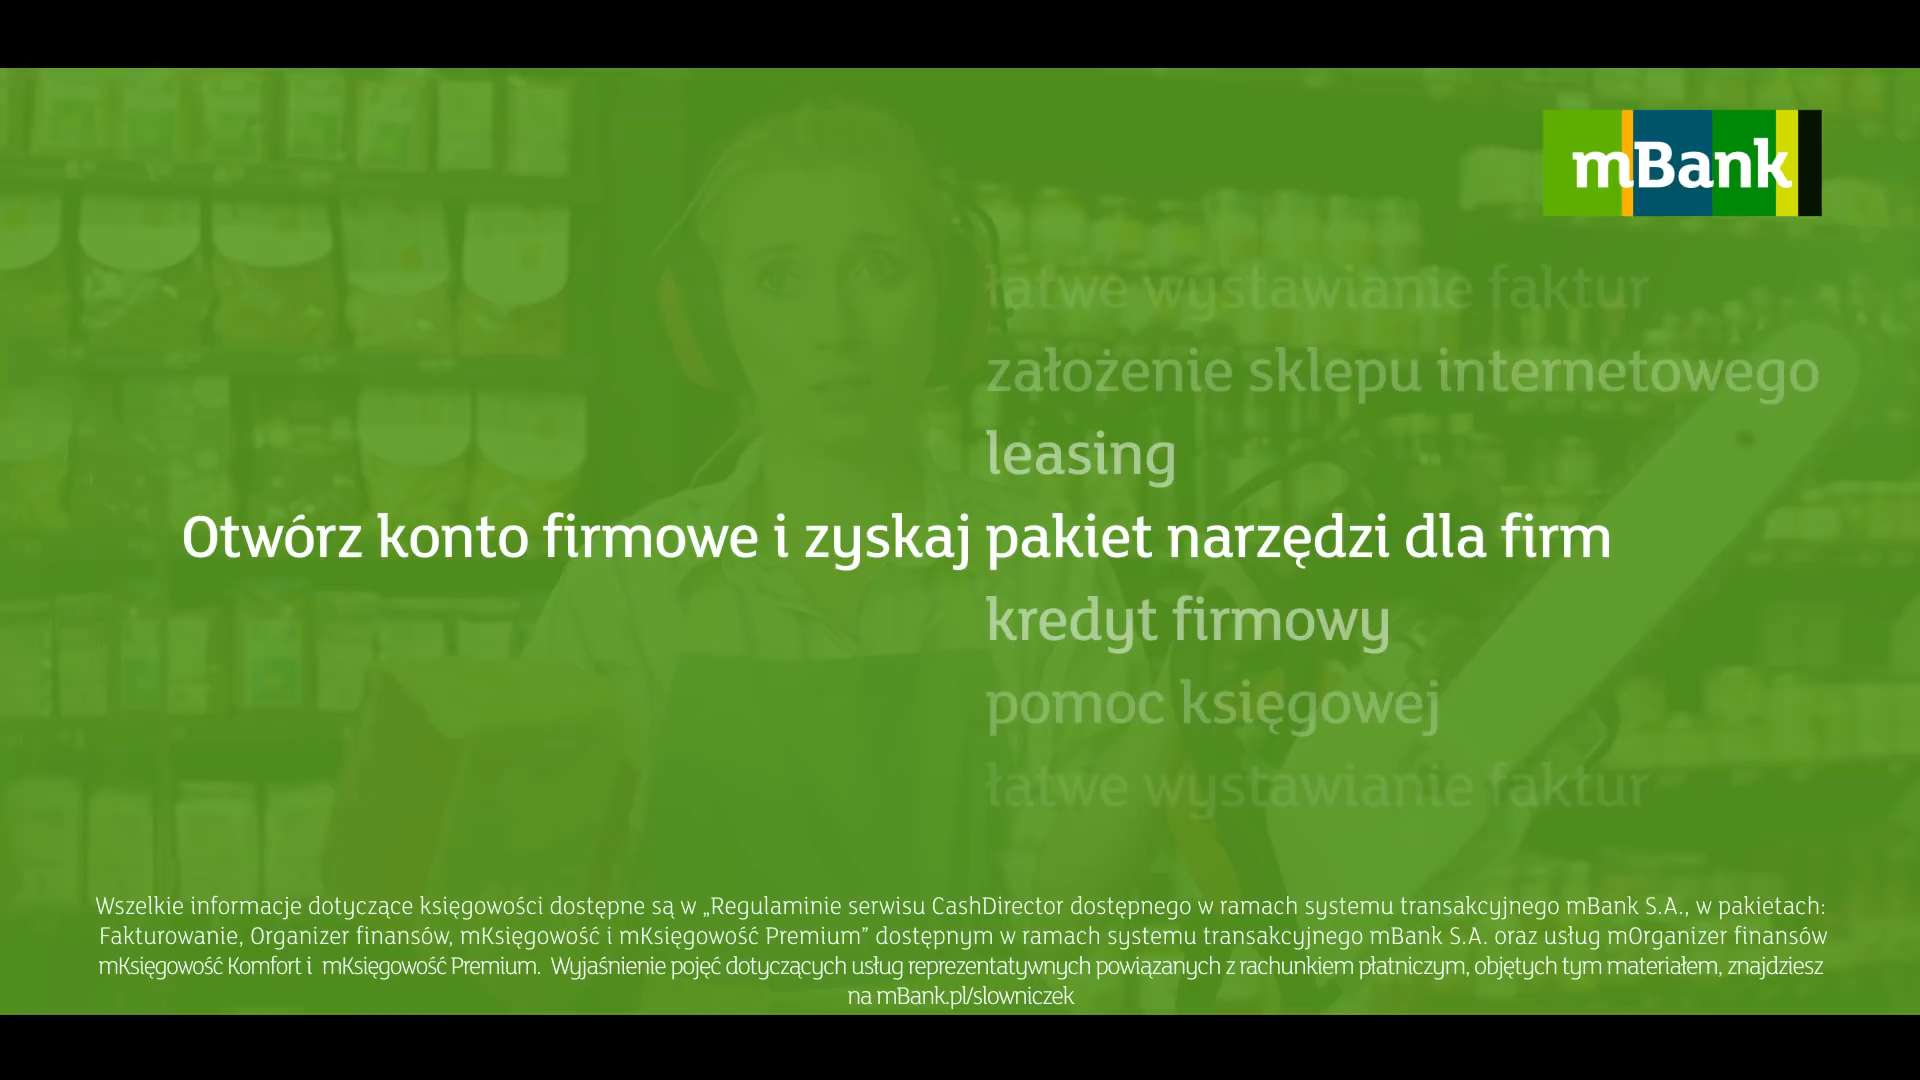 mBank
łatwe wystawianie faktur
założenie sklepu internetowego
leasing
Otwórz konto firmowe i zyskaj pakiet narzędzi dla firm
kredyt firmowy
pomoc księgowej
łatwe wystawianie faktur
Wszelkie informacje dotyczące księgowości dostępne są w „Regulaminie serwisu CashDirector dostępnego w ramach systemu transakcyjnego mBank S.A., w pakietach:
Fakturowanie, Organizer finansów, mKsięgowość i mKsięgowość Premium” dostępnym w ramach systemu transakcyjnego mBank S.A. oraz usług mOrganizer finansów
mKsięgowość Komfort i mKsięgowość Premium. Wyjaśnienie pojęć dotyczących usług reprezentatywnych powiązanych z rachunkiem płatniczym, objętych tym materiałem, znajdziesz
na mBank.pl/slowniczek